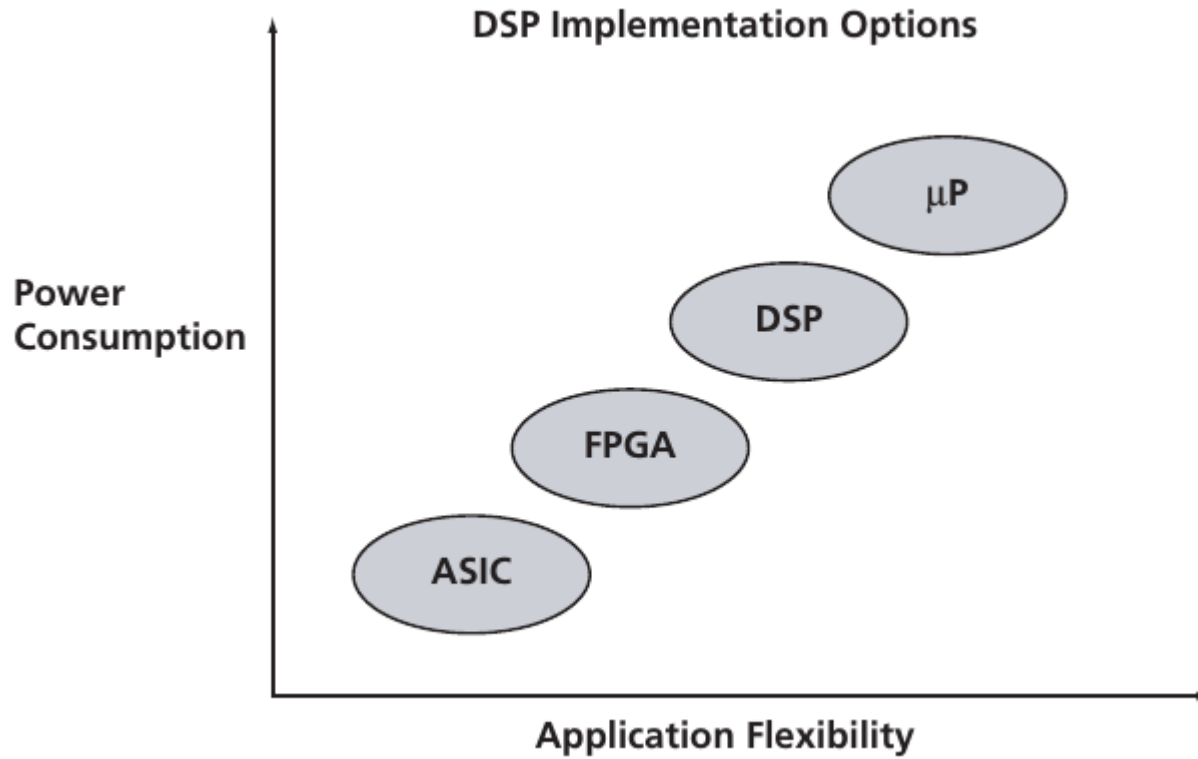 DSP Implementation Options
μP
Power
Consumption
DSP
FPGA
ASIC
Application Flexibility